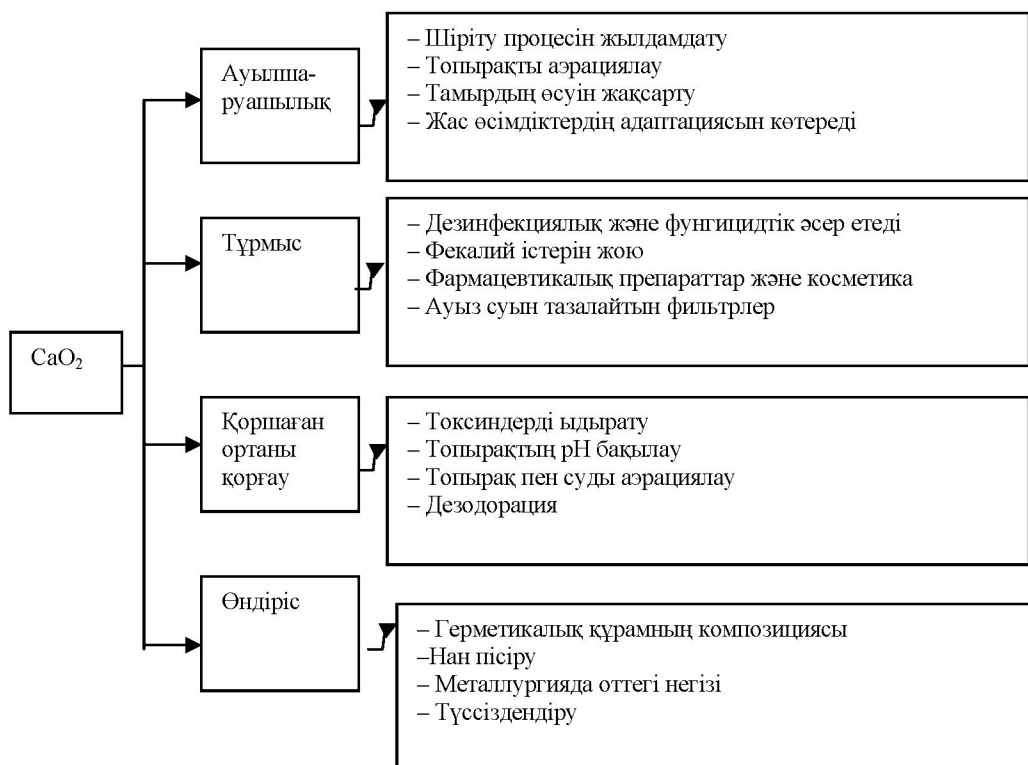 CaO₂
Ауылша-
руашылық
– Шіріту процесін жылдамдату
– Топырақты аэрациялау
– Тамырдың өсуін жақсарту
– Жас өсімдіктердің адаптациясын көтереді
Тұрмыс
– Дезинфекциялық және фунгицидтік әсер етеді
– Фекалий істерін жою
– Фармацевтикалық препараттар және косметика
– Ауыз суын тазалайтын фильтрлер
Қоршаған
ортаны
қорғау
– Токсиндерді ыдырату
– Топырақтың рН бақылау
– Топырақ пен суды аэрациялау
– Дезодорация
Өндіріс
– Герметикалық құрамның композициясы
–Нан пісіру
– Металлургияда оттегі негізі
– Түссіздендіру